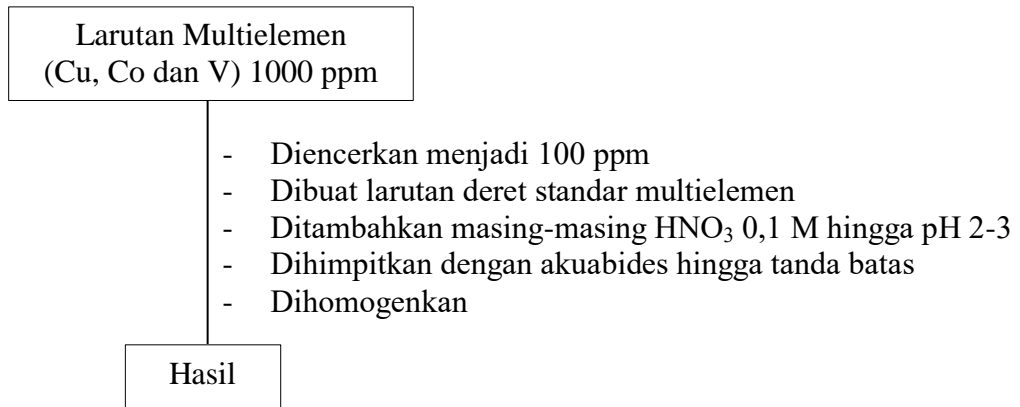 Larutan Multielemen
(Cu, Co dan V) 1000 ppm
- Diencerkan menjadi 100 ppm
- Dibuat larutan deret standar multielemen
- Ditambahkan masing-masing HNO₃ 0,1 M hingga pH 2-3
- Dihimpitkan dengan akuabides hingga tanda batas
- Dihomogenkan
Hasil